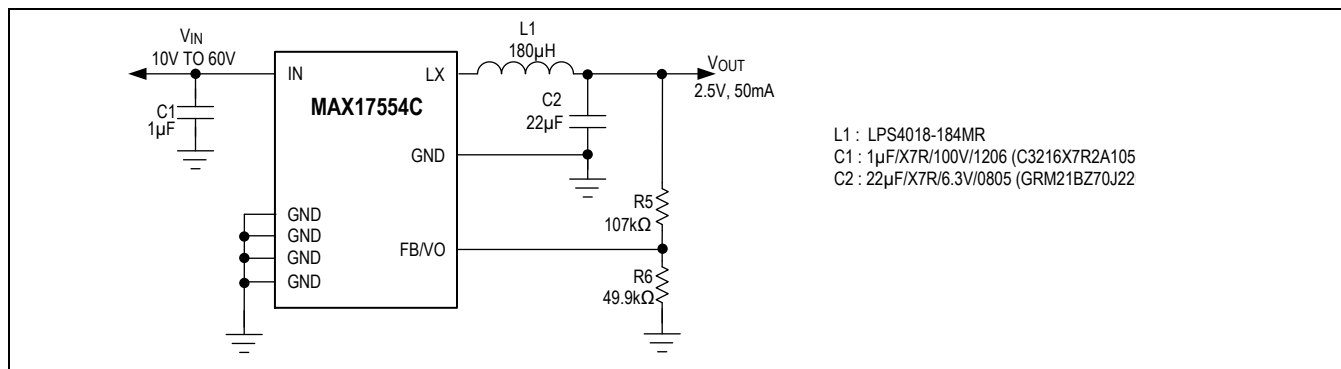 VIN
10V TO 60V
C1
1µF
IN
LX
MAX17554C
GND
GND
GND
GND
GND
FB/VO
L1
180µH
C2
22µF
VOUT
2.5V, 50mA
R5
107kΩ
R6
49.9kΩ
L1 : LPS4018-184MR
C1 : 1µF/X7R/100V/1206 (C3216X7R2A105
C2 : 22µF/X7R/6.3V/0805 (GRM21BZ70J22